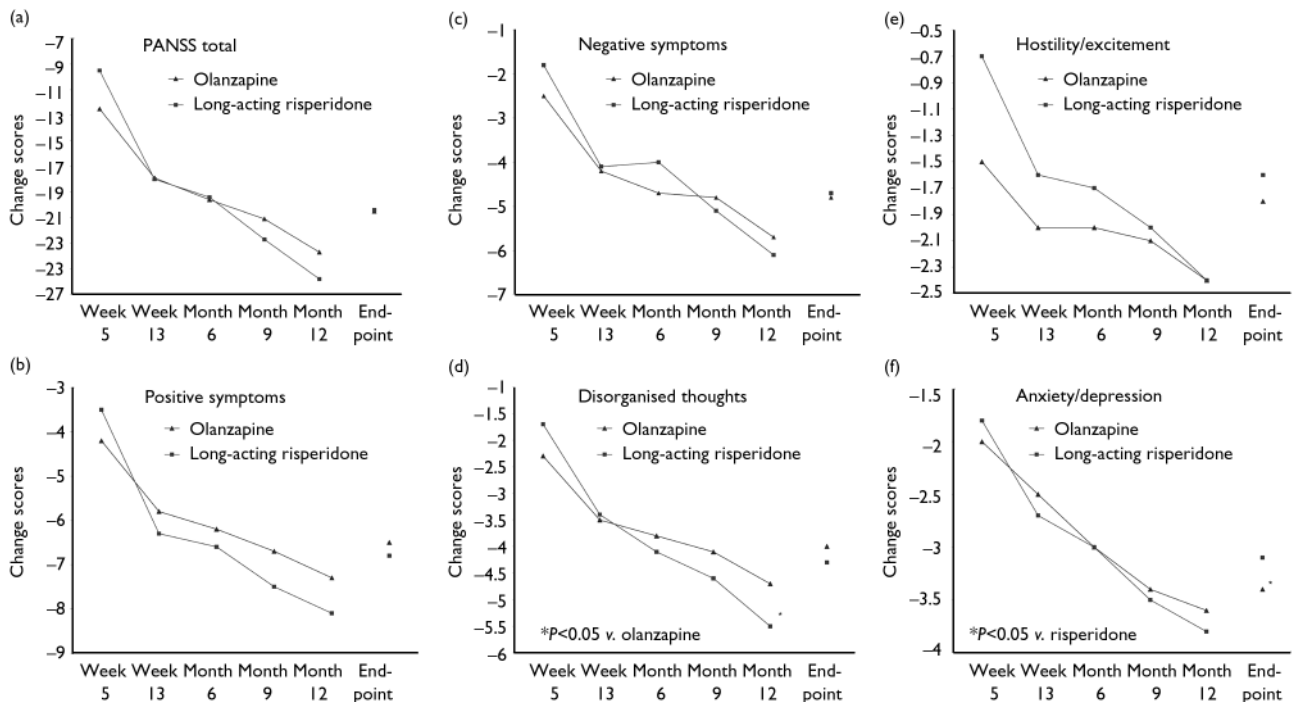 (a)
PANSS total
Olanzapine
Long-acting risperidone
Change scores
–7
–9
–11
–13
–15
–17
–19
–21
–23
–25
–27
Week Week Month Month Month End-
5 13 6 9 12 point
(c)
Negative symptoms
Olanzapine
Long-acting risperidone
Change scores
–1
–2
–3
–4
–5
–6
–7
Week Week Month Month Month End-
5 13 6 9 12 point
(e)
Hostility/excitement
Olanzapine
Long-acting risperidone
Change scores
–0.5
–0.7
–0.9
–1.1
–1.3
–1.5
–1.7
–1.9
–2.1
–2.3
–2.5
Week Week Month Month Month End-
5 13 6 9 12 point
(b)
Positive symptoms
Olanzapine
Long-acting risperidone
Change scores
–3
–4
–5
–6
–7
–8
–9
Week Week Month Month Month End-
5 13 6 9 12 point
(d)
Disorganised thoughts
Olanzapine
Long-acting risperidone
Change scores
–1
–1.5
–2
–2.5
–3
–3.5
–4
–4.5
–5
–5.5
–6
*
*P<0.05 v. olanzapine
Week Week Month Month Month End-
5 13 6 9 12 point
(f)
Anxiety/depression
Olanzapine
Long-acting risperidone
Change scores
–1.5
–2
–2.5
–3
–3.5
–4
*
*P<0.05 v. risperidone
Week Week Month Month Month End-
5 13 6 9 12 point